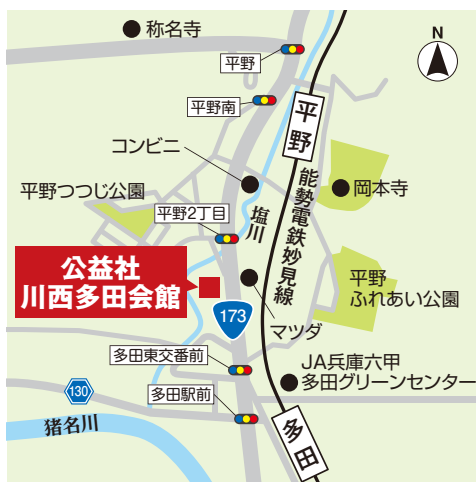 称名寺
N
平野
平野南
平野
コンビニ
岡本寺
平野つつじ公園
能勢電鉄妙見線
平野2丁目
塩川
公益社
川西多田会館
平野
ふれあい公園
173
マツダ
多田東交番前
JA兵庫六甲
多田グリーンセンター
130
多田駅前
猪名川
多田